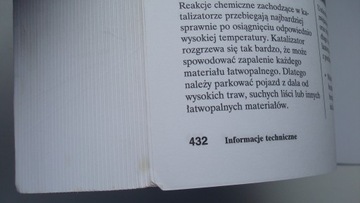 Reakcje chemiczne zachodzące w ka-
talizatorze przebiegają najbardziej
sprawnie po osiągnięciu odpowiednio
wysokiej temperatury. Katalizator
rozgrzewa się tak bardzo, że może
spowodować zapalenie każdego
materiału łatwopalnego. Dlatego
należy parkować pojazd z dala od
wysokich traw, suchych liści lub innych
łatwopalnych materiałów.
432 Informacje techniczne